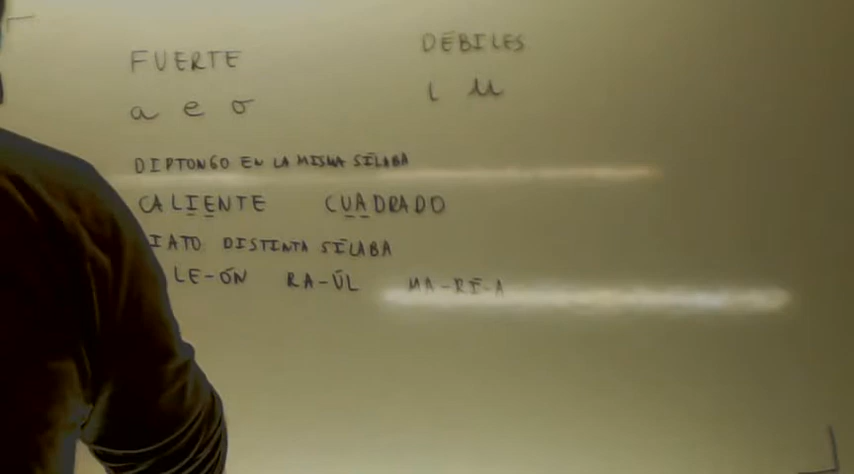 FUERTE DÉBILES
a e o i u
DIPTONGO EN LA MISMA SÍLABA
CALIENTE CUADRADO
IATO DISTINTA SÍLABA
LE-ÓN RA-ÚL MA-RÍ-A